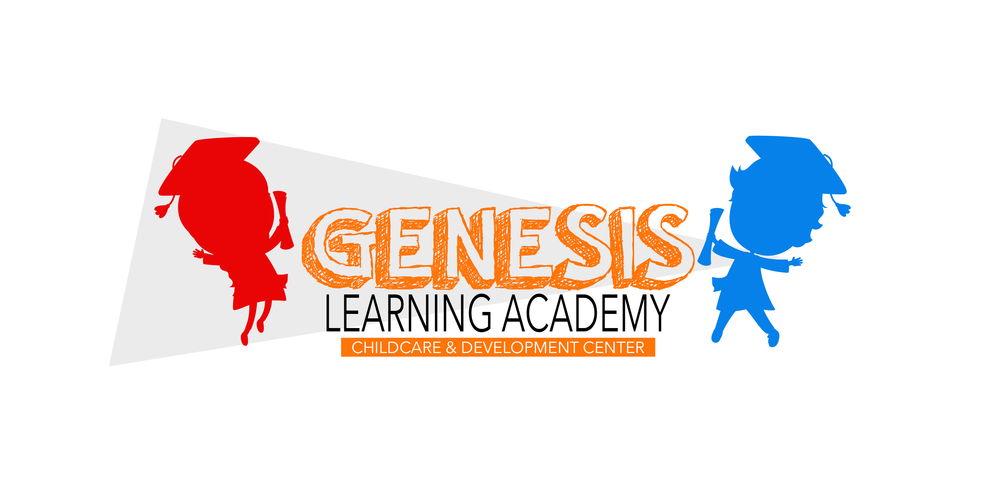 GENESIS
LEARNING ACADEMY
CHILDCARE & DEVELOPMENT CENTER